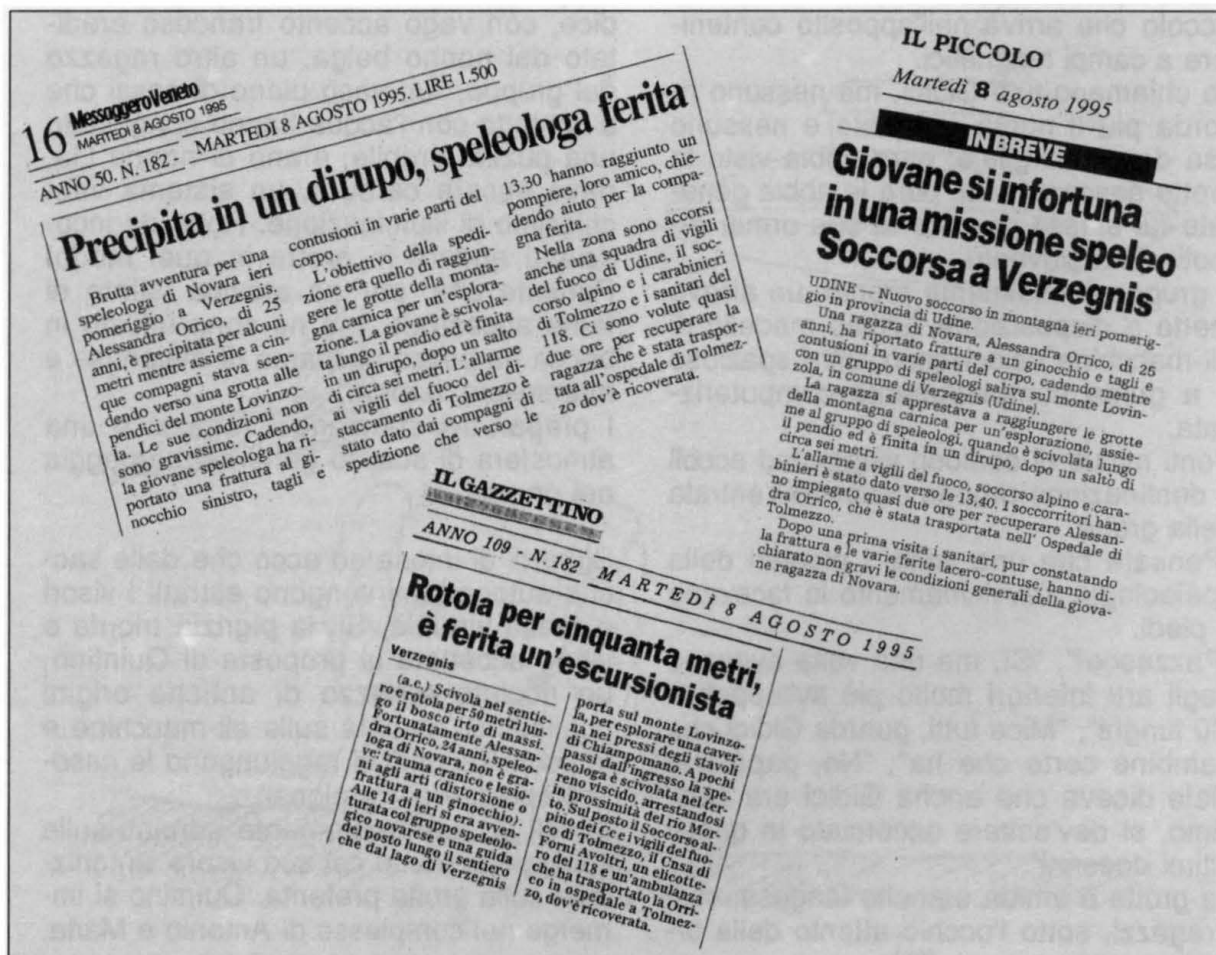 16 Messaggero Veneto
MARTEDÌ 8 AGOSTO 1995
ANNO 50. N. 182 - MARTEDÌ 8 AGOSTO 1995. LIRE 1.500
Precipita in un dirupo, speleologa ferita
Brutta avventura per una
speleologa di Novara ieri
pomeriggio a Verzegnis.
Alessandra Orrico, di 25
anni, è precipitata per alcuni
metri mentre assieme a cin-
que compagni stava scen-
dendo verso una grotta alle
pendici del monte Lovinzo-
la. Le sue condizioni non
sono gravissime. Cadendo,
la giovane speleologa ha ri-
portato una frattura al gi-
nocchio sinistro, tagli e
contusioni in varie parti del
corpo.
L'obiettivo della spedi-
zione era quello di raggiun-
gere le grotte della monta-
gna carnica per un'esplora-
zione. La giovane è scivola-
ta lungo il pendio ed è finita
in un dirupo, dopo un salto
di circa sei metri. L'allarme
ai vigili del fuoco del di-
staccamento di Tolmezzo è
stato dato dai compagni di
spedizione che verso le
13,30 hanno raggiunto un
pompiere, loro amico, chie-
dendo aiuto per la compa-
gna ferita.
Nella zona sono accorsi
anche una squadra di vigili
del fuoco di Udine, il soc-
corso alpino e i carabinieri
di Tolmezzo e i sanitari del
118. Ci sono volute quasi
due ore per recuperare la
ragazza che è stata traspor-
tata all'ospedale di Tolmez-
zo dov'è ricoverata.
IL PICCOLO
Martedì 8 agosto 1995
IN BREVE
Giovane si infortuna
in una missione speleo
Soccorsa a Verzegnis
UDINE - Nuovo soccorso in montagna ieri pomerig-
gio in provincia di Udine.
Una ragazza di Novara, Alessandra Orrico, di 25
anni, ha riportato fratture a un ginocchio e tagli e
contusioni in varie parti del corpo, cadendo mentre
con un gruppo di speleologi saliva sul monte Lovin-
zola, in comune di Verzegnis (Udine).
La ragazza si apprestava a raggiungere le grotte
della montagna carnica per un'esplorazione, assie-
me al gruppo di speleologi, quando è scivolata lungo
il pendio ed è finita in un dirupo, dopo un salto di
circa sei metri.
L'allarme a vigili del fuoco, soccorso alpino e cara-
binieri è stato dato verso le 13,40. I soccorritori han-
no impiegato quasi due ore per recuperare Alessan-
dra Orrico, che è stata trasportata nell' Ospedale di
Tolmezzo.
Dopo una prima visita i sanitari, pur constatando
la frattura e le varie ferite lacero-contuse, hanno di-
chiarato non gravi le condizioni generali della giova-
ne ragazza di Novara.
IL GAZZETTINO
ANNO 109 - N. 182 MARTEDÌ 8 AGOSTO 1995
Rotola per cinquanta metri,
è ferita un'escursionista
Verzegnis
(a.c.) Scivola nel sentie-
ro e rotola per 50 metri lun-
go il bosco irto di massi.
Fortunatamente Alessan-
dra Orrico, 24 anni, speleo-
loga di Novara, non è gra-
ve: trauma cranico e lesio-
ni agli arti (distorsione o
frattura a un ginocchio).
Alle 14 di ieri si era avven-
turata col gruppo speleolo-
gico novarese e una guida
del posto lungo il sentiero
che dal lago di Verzegnis
porta sul monte Lorinzo-
la, per esplorare una caver-
na nei pressi degli stavoli
di Chiampomano. A pochi
passi dall'ingresso la spe-
leologa è scivolata nel ter-
reno viscido, arrestandosi
in prossimità del rio Mor-
to. Sul posto il Soccorso al-
pino dei Cc e i vigili del fuo-
co di Tolmezzo, il Cnsa di
Forni Avoltri, un elicotte-
ro del 118 e un'ambulanza
che ha trasportato la Orri-
co in ospedale a Tolmez-
zo dov'è ricoverata.